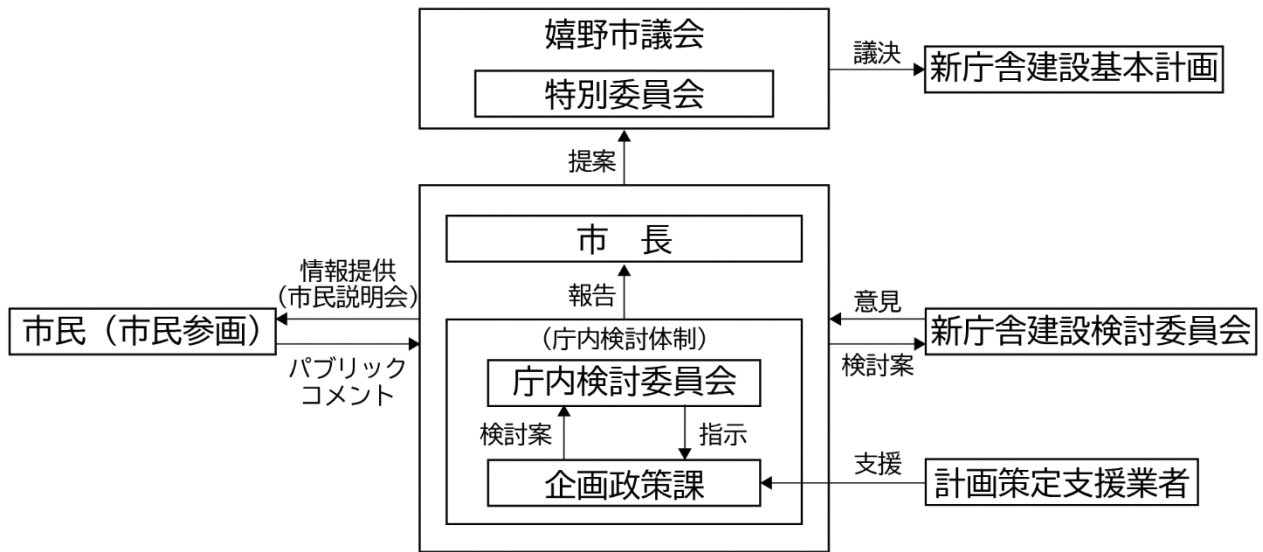 嬉野市議会
特別委員会
議決
新庁舎建設基本計画
提案
市　長
報告
情報提供
（市民説明会）
市民（市民参画）
パブリック
コメント
意見
新庁舎建設検討委員会
検討案
（庁内検討体制）
庁内検討委員会
検討案
指示
企画政策課
支援
計画策定支援業者